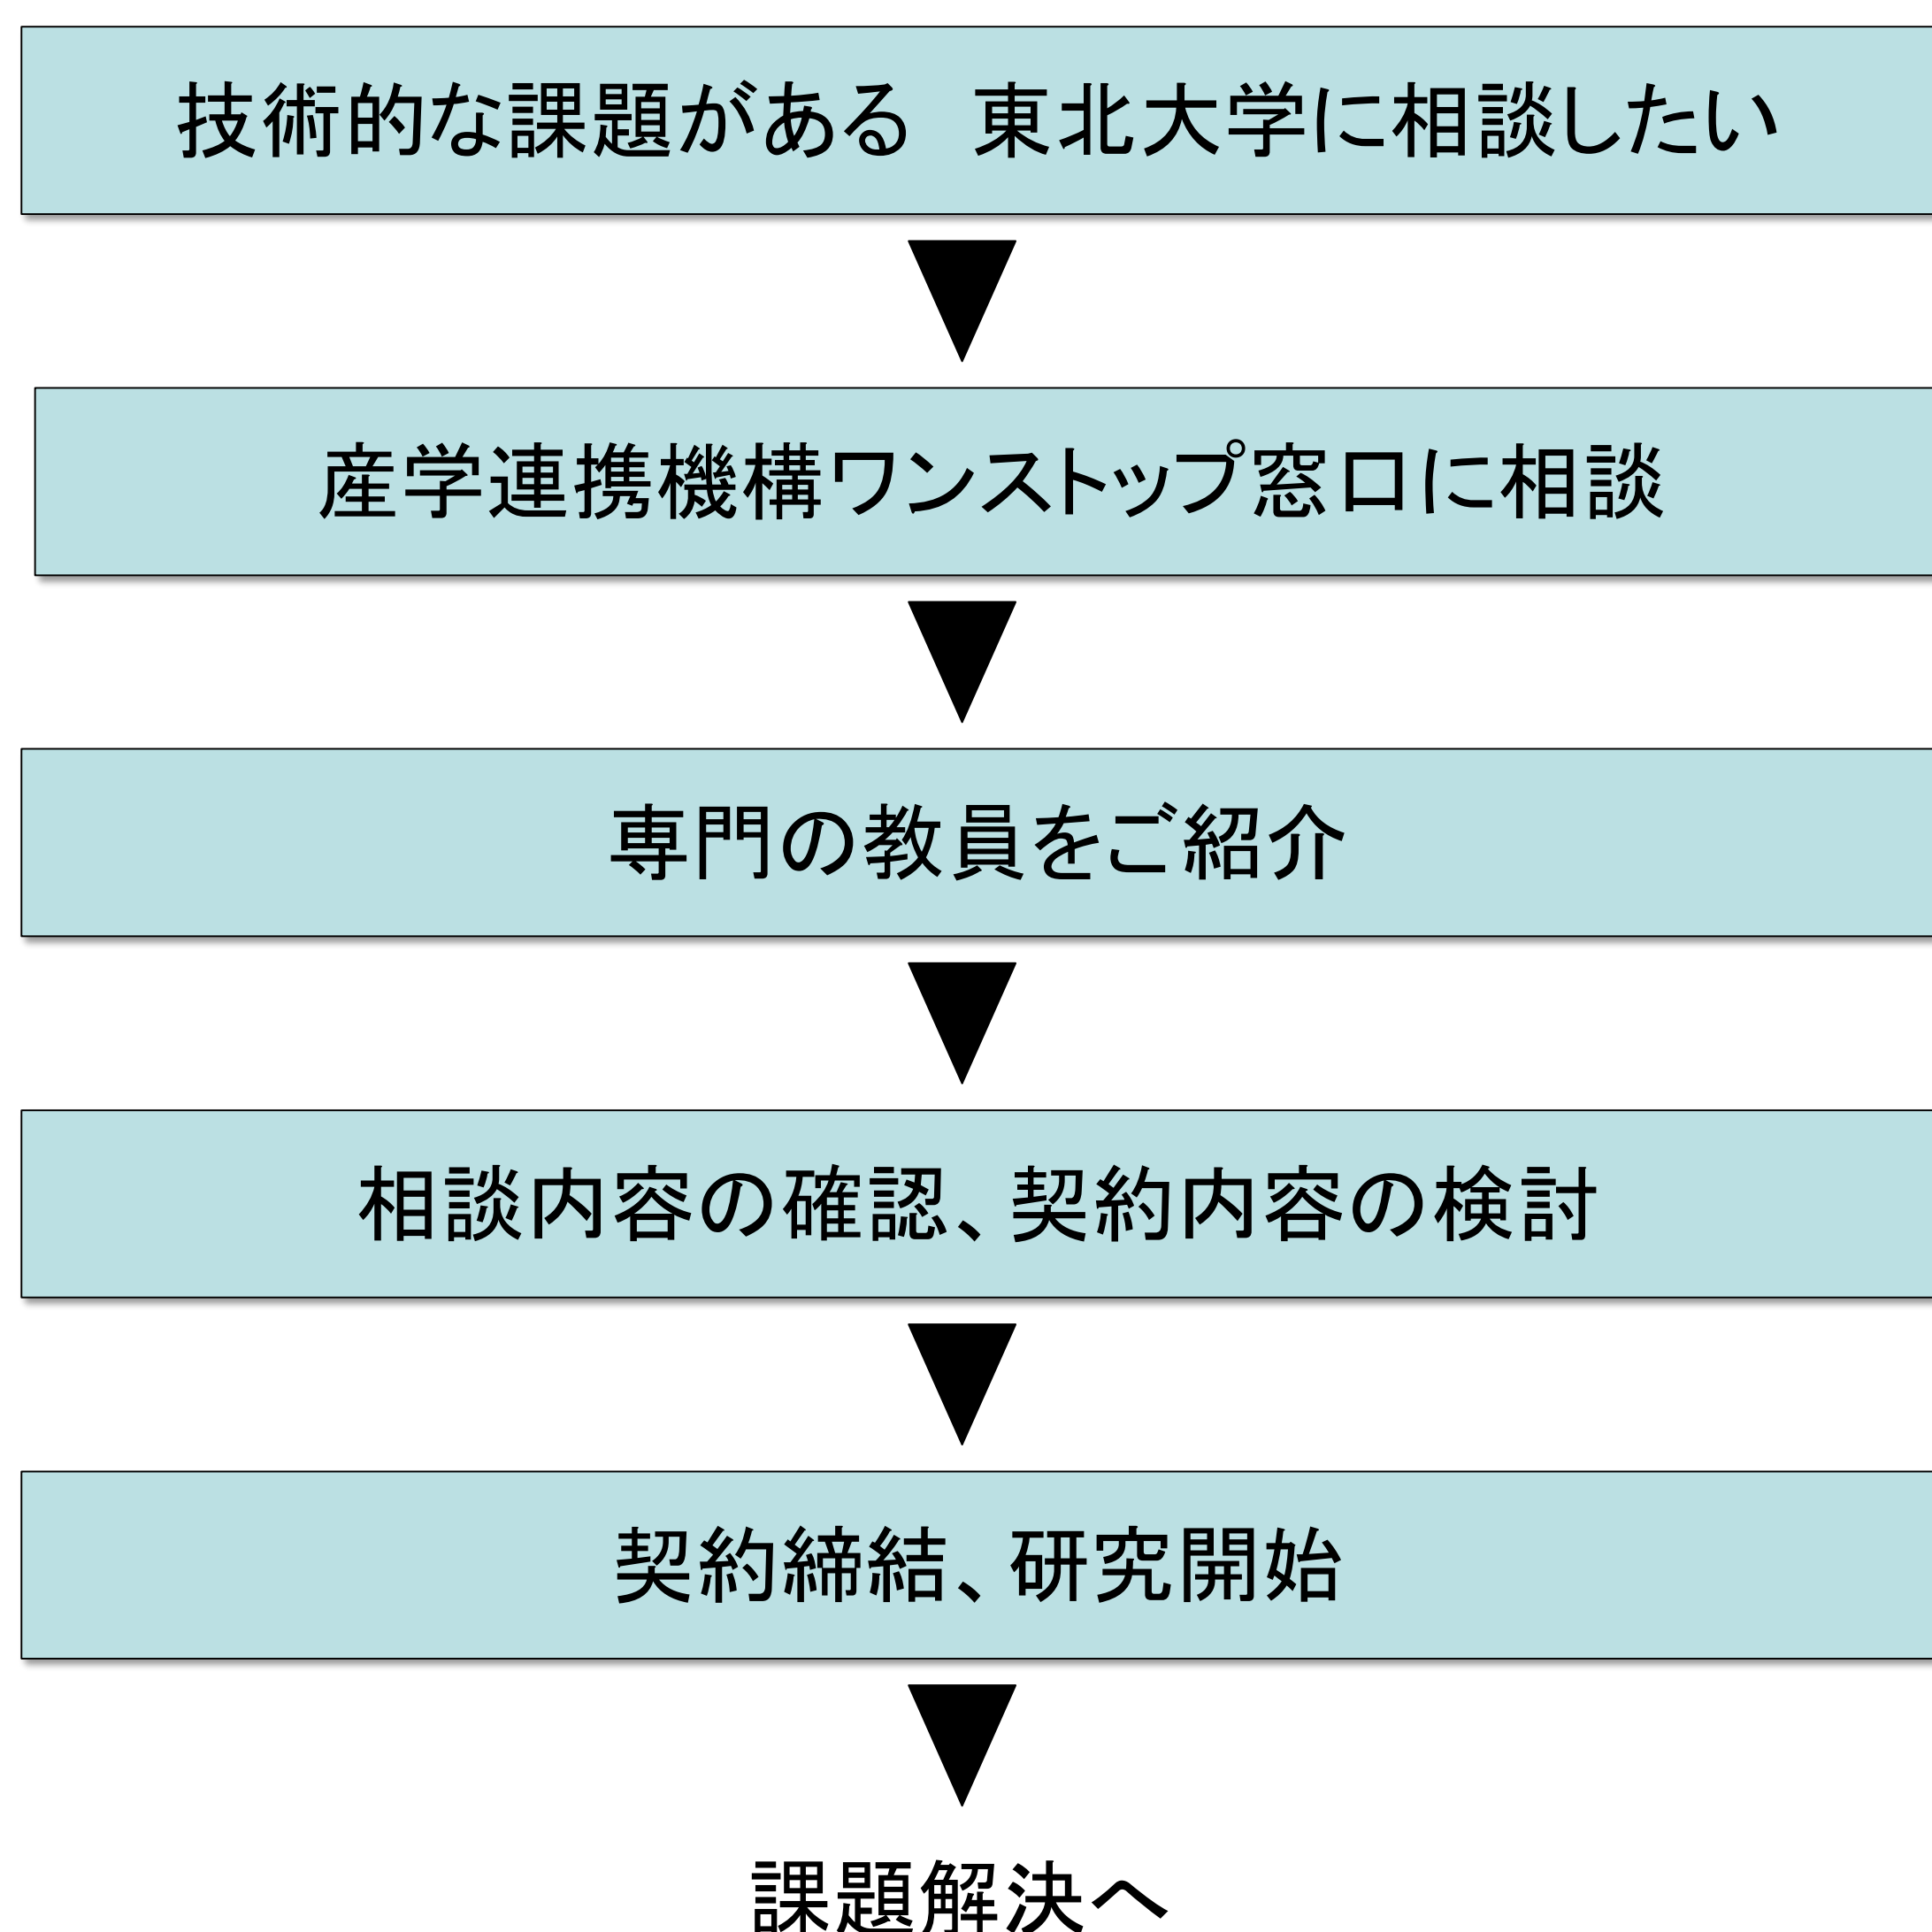 技術的な課題がある 東北大学に相談したい
産学連携機構ワンストップ窓口に相談
専門の教員をご紹介
相談内容の確認、契約内容の検討
契約締結、研究開始
課題解決へ